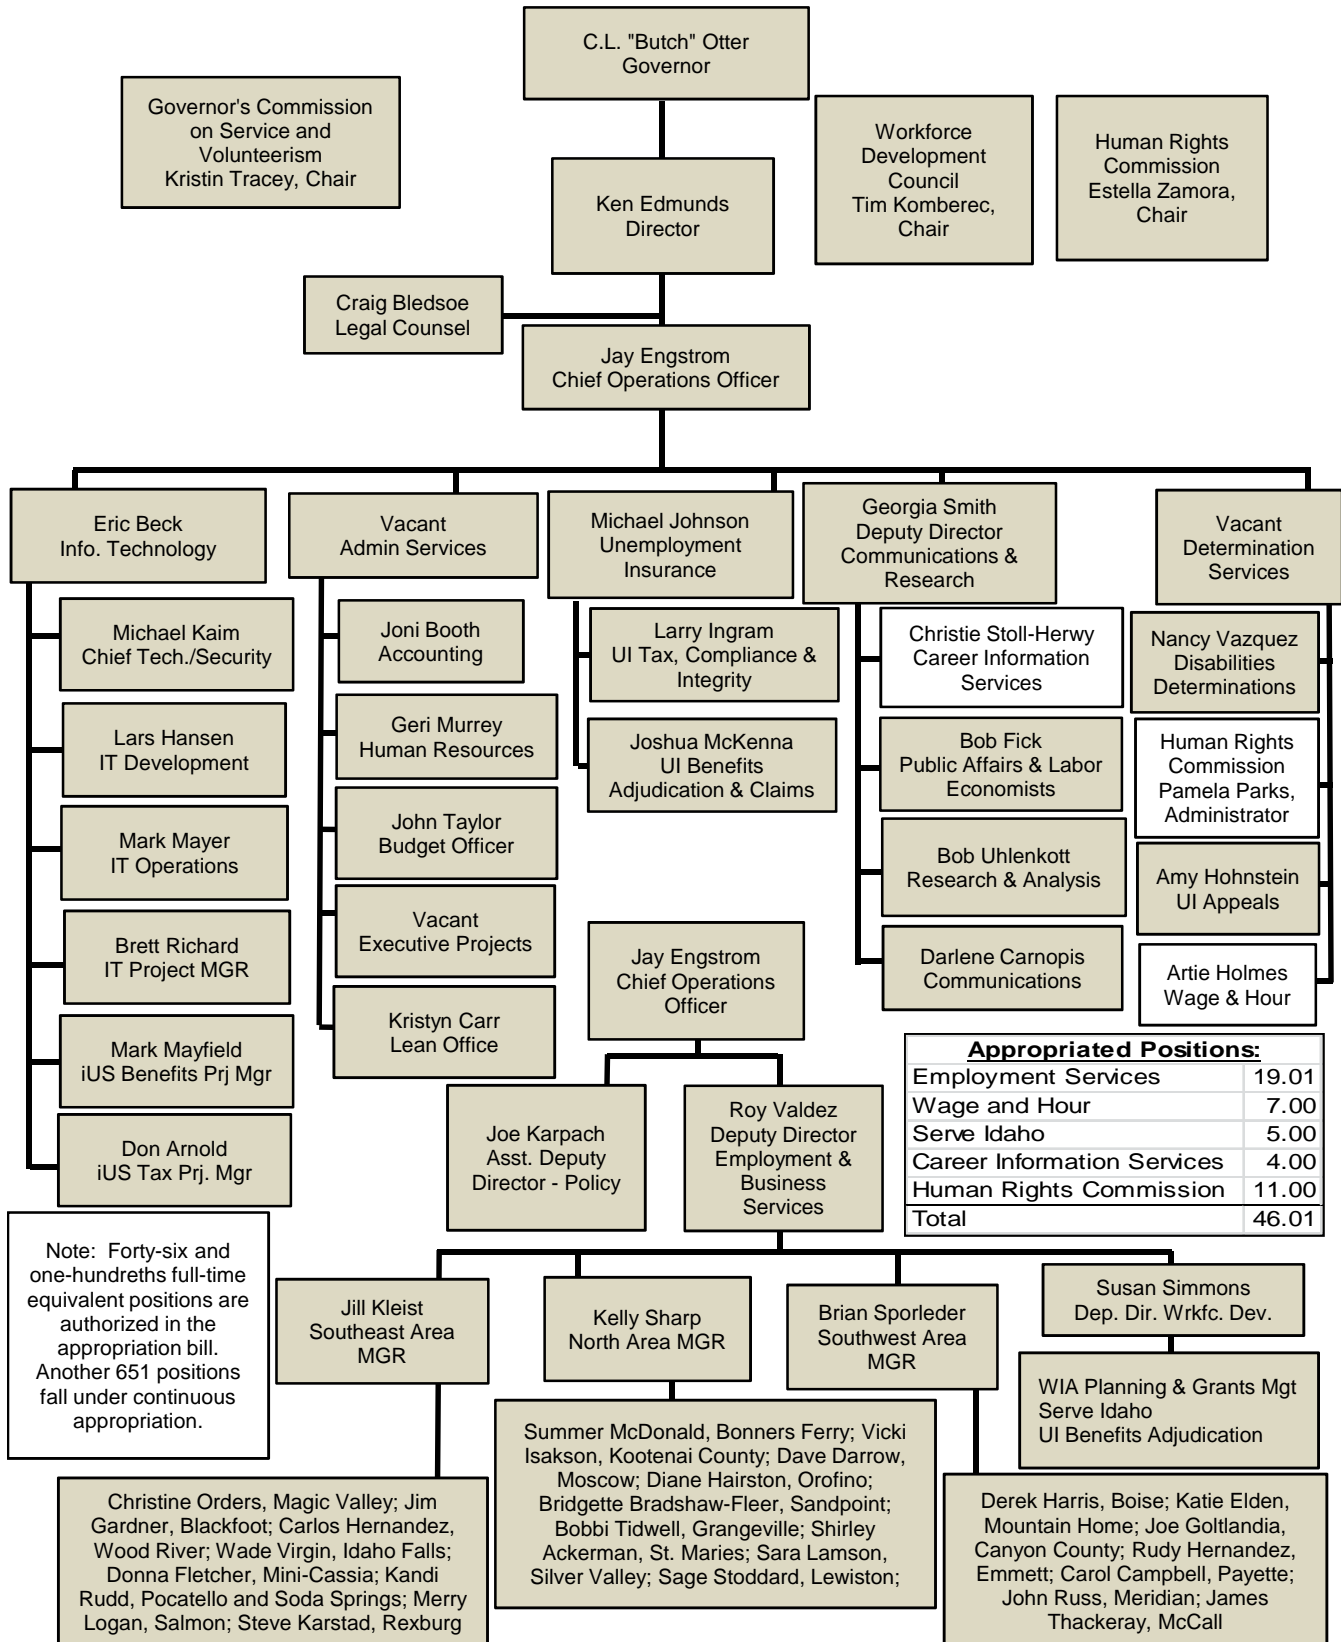 C.L. "Butch" Otter
Governor
Governor's Commission
on Service and
Volunteerism
Kristin Tracey, Chair
Workforce
Development
Council
Tim Komberec,
Chair
Human Rights
Commission
Estella Zamora,
Chair
Ken Edmunds
Director
Craig Bledsoe
Legal Counsel
Jay Engstrom
Chief Operations Officer
Eric Beck
Info. Technology
Vacant
Admin Services
Michael Johnson
Unemployment
Insurance
Georgia Smith
Deputy Director
Communications &
Research
Vacant
Determination
Services
Michael Kaim
Chief Tech./Security
Lars Hansen
IT Development
Mark Mayer
IT Operations
Brett Richard
IT Project MGR
Mark Mayfield
iUS Benefits Prj Mgr
Don Arnold
iUS Tax Prj. Mgr
Joni Booth
Accounting
Geri Murrey
Human Resources
John Taylor
Budget Officer
Vacant
Executive Projects
Kristyn Carr
Lean Office
Larry Ingram
UI Tax, Compliance &
Integrity
Joshua McKenna
UI Benefits
Adjudication & Claims
Christie Stoll-Herwy
Career Information
Services
Bob Fick
Public Affairs & Labor
Economists
Bob Uhlenkott
Research & Analysis
Darlene Carnopis
Communications
Nancy Vazquez
Disabilities
Determinations
Human Rights
Commission
Pamela Parks,
Administrator
Amy Hohnstein
UI Appeals
Artie Holmes
Wage & Hour
Jay Engstrom
Chief Operations
Officer
Joe Karpach
Asst. Deputy
Director - Policy
Roy Valdez
Deputy Director
Employment &
Business
Services
Appropriated Positions:
Employment Services 19.01
Wage and Hour 7.00
Serve Idaho 5.00
Career Information Services 4.00
Human Rights Commission 11.00
Total 46.01
Note: Forty-six and
one-hundreths full-time
equivalent positions are
authorized in the
appropriation bill.
Another 651 positions
fall under continuous
appropriation.
Jill Kleist
Southeast Area
MGR
Kelly Sharp
North Area MGR
Brian Sporleder
Southwest Area
MGR
Susan Simmons
Dep. Dir. Wrkfc. Dev.
WIA Planning & Grants Mgt
Serve Idaho
UI Benefits Adjudication
Christine Orders, Magic Valley; Jim
Gardner, Blackfoot; Carlos Hernandez,
Wood River; Wade Virgin, Idaho Falls;
Donna Fletcher, Mini-Cassia; Kandi
Rudd, Pocatello and Soda Springs; Merry
Logan, Salmon; Steve Karstad, Rexburg
Summer McDonald, Bonners Ferry; Vicki
Isakson, Kootenai County; Dave Darrow,
Moscow; Diane Hairston, Orofino;
Bridgette Bradshaw-Fleer, Sandpoint;
Bobbi Tidwell, Grangeville; Shirley
Ackerman, St. Maries; Sara Lamson,
Silver Valley; Sage Stoddard, Lewiston;
Derek Harris, Boise; Katie Elden,
Mountain Home; Joe Goltlandia,
Canyon County; Rudy Hernandez,
Emmett; Carol Campbell, Payette;
John Russ, Meridian; James
Thackeray, McCall